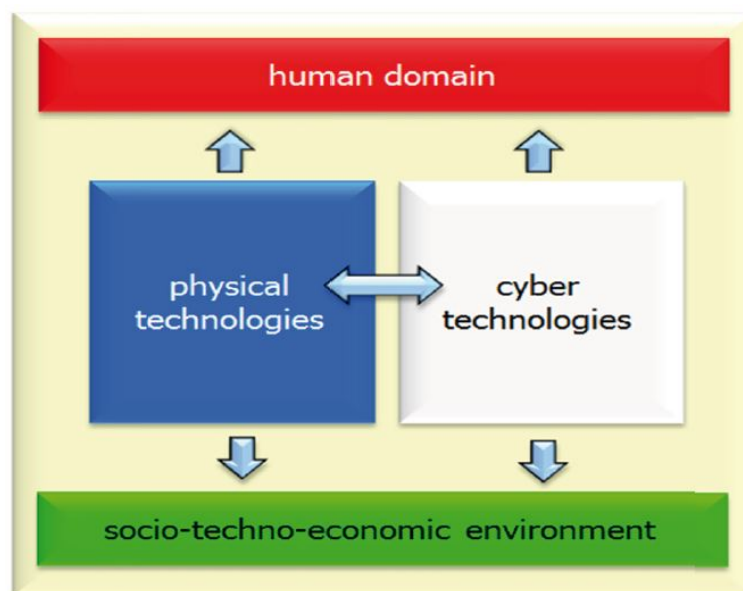 human domain
physical
technologies
cyber
technologies
socio-techno-economic environment